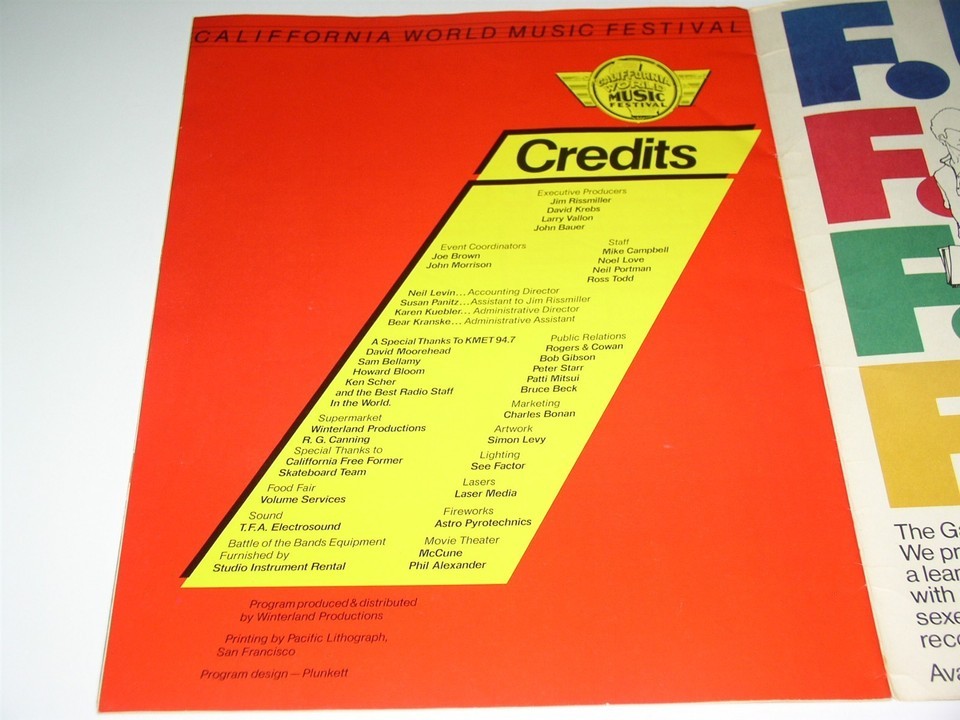 CALIFFORNIA WORLD MUSIC FESTIVAL
CALIFFORNIA
WORLD
MUSIC
FESTIVAL
Credits
Executive Producers
Jim Rissmiller
David Krebs
Larry Vallon
John Bauer
Event Coordinators
Joe Brown
John Morrison
Staff
Mike Campbell
Noel Love
Neil Portman
Ross Todd
Neil Levin... Accounting Director
Susan Panitz... Assistant to Jim Rissmiller
Karen Kuebler... Administrative Director
Bear Kranske... Administrative Assistant
A Special Thanks To KMET 94.7
David Moorehead
Sam Bellamy
Howard Bloom
Ken Scher
and the Best Radio Staff
In the World.
Supermarket
Winterland Productions
R. G. Canning
Special Thanks to
Califfornia Free Former
Skateboard Team
Food Fair
Volume Services
Sound
T.F.A. Electrosound
Battle of the Bands Equipment
Furnished by
Studio Instrument Rental
Public Relations
Rogers & Cowan
Bob Gibson
Peter Starr
Patti Mitsui
Bruce Beck
Marketing
Charles Bonan
Artwork
Simon Levy
Lighting
See Factor
Lasers
Laser Media
Fireworks
Astro Pyrotechnics
Movie Theater
McCune
Phil Alexander
Program produced & distributed
by Winterland Productions
Printing by Pacific Lithograph,
San Francisco
Program design — Plunkett
F.
F.
F.
F
The Ga
We pr
a lear
with
sexe
reco
Ava